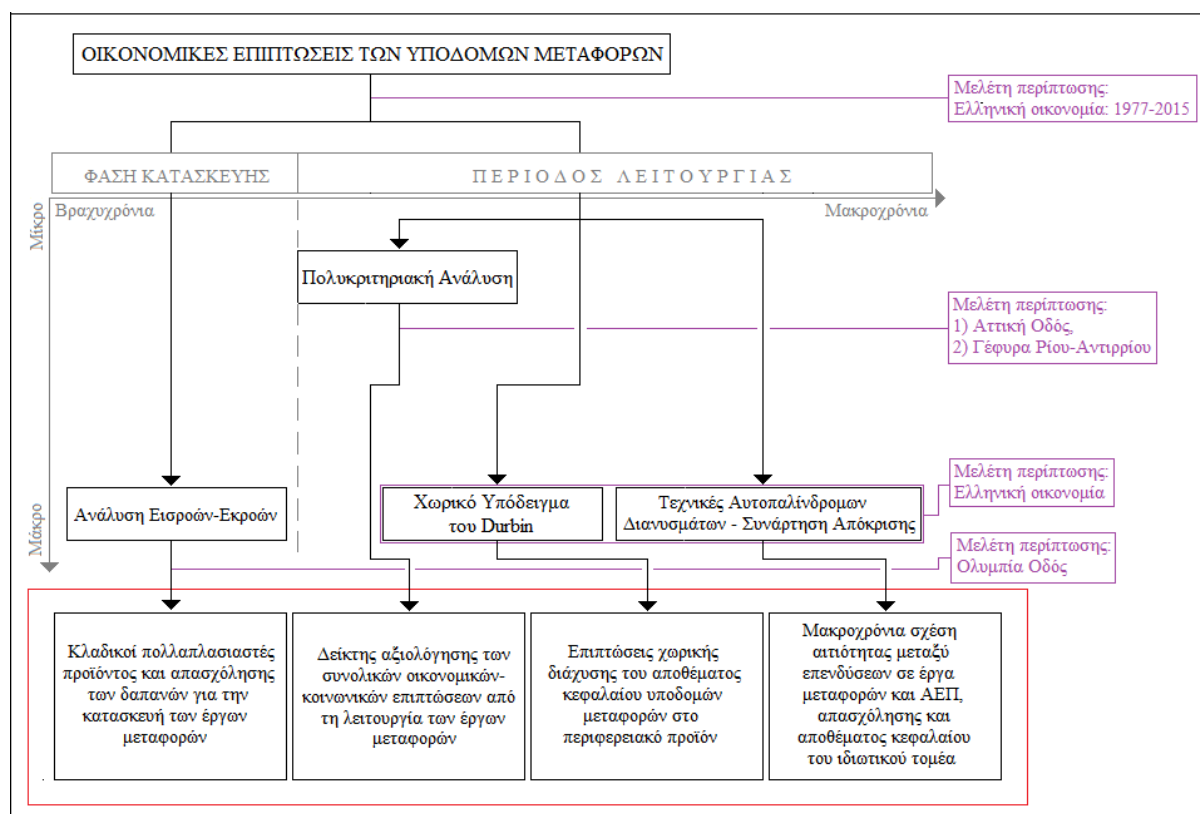 ΟΙΚΟΝΟΜΙΚΕΣ ΕΠΙΠΤΩΣΕΙΣ ΤΩΝ ΥΠΟΔΟΜΩΝ ΜΕΤΑΦΟΡΩΝ
Μελέτη περίπτωσης:
Ελληνική οικονομία: 1977-2015
ΦΑΣΗ ΚΑΤΑΣΚΕΥΗΣ
ΠΕΡΙΟΔΟΣ ΛΕΙΤΟΥΡΓΙΑΣ
Μίκρο
Βραχυχρόνια
Μακροχρόνια
Πολυκριτηριακή Ανάλυση
Μελέτη περίπτωσης:
1) Αττική Οδός,
2) Γέφυρα Ρίου-Αντιρρίου
Μάκρο
Ανάλυση Εισροών-Εκροών
Χωρικό Υπόδειγμα
του Durbin
Τεχνικές Αυτοπαλίνδρομων
Διανυσμάτων - Συνάρτηση Απόκρισης
Μελέτη περίπτωσης:
Ελληνική οικονομία
Μελέτη περίπτωσης:
Ολυμπία Οδός
Κλαδικοί πολλαπλασιαστές
προϊόντος και απασχόλησης
των δαπανών για την
κατασκευή των έργων
μεταφορών
Δείκτης αξιολόγησης των
συνολικών οικονομικών-
κοινωνικών επιπτώσεων από
τη λειτουργία των έργων
μεταφορών
Επιπτώσεις χωρικής
διάχυσης του αποθέματος
κεφαλαίου υποδομών
μεταφορών στο
περιφερειακό προϊόν
Μακροχρόνια σχέση
αιτιότητας μεταξύ
επενδύσεων σε έργα
μεταφορών και ΑΕΠ,
απασχόλησης και
αποθέματος κεφαλαίου
του ιδιωτικού τομέα